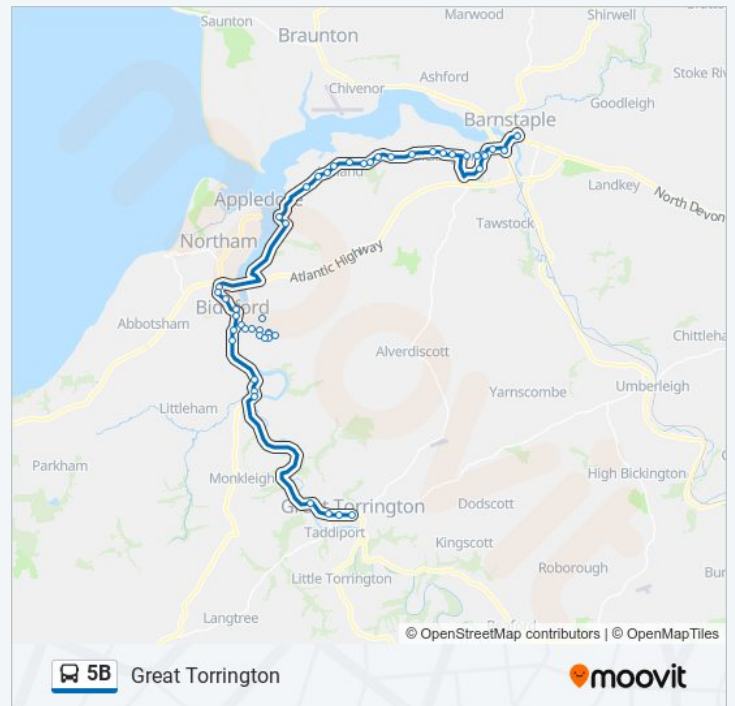 Saunton
Marwood
Shirwell
Braunton
Ashford
Stoke Riv
Chivenor
Goodleigh
Barnstaple
Landkey
Appledore
North Devon
Tawstock
Northam
Atlantic Highway
Bideford
Abbotsham
Chittleha
Alverdiscott
Umberleigh
Yarnscombe
Littleham
Parkham
High Bickington
Monkleigh
Great Torrington
Dodscott
Taddiport
Kingscott
Roborough
Bur
Little Torrington
Langtree
© OpenStreetMap contributors | © OpenMapTiles
5B Great Torrington
moovit